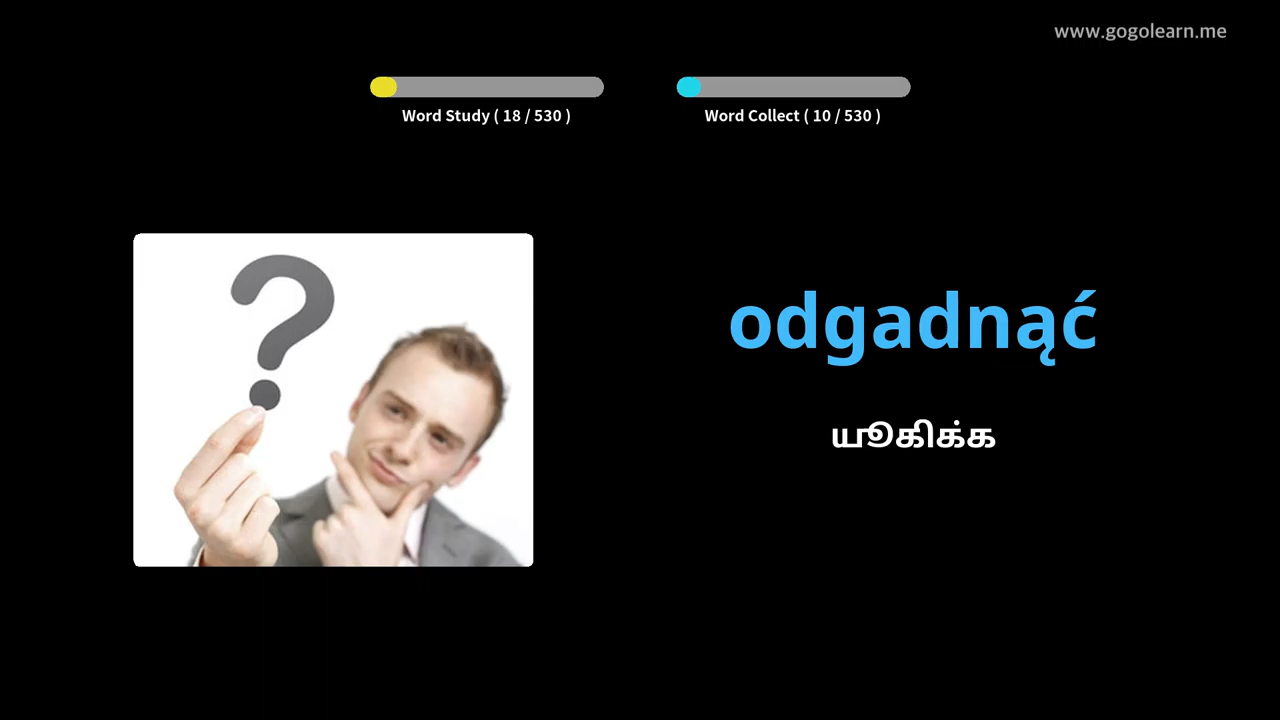 www.gogolearn.me
Word Study ( 18 / 530 )
Word Collect ( 10 / 530 )
odgadnąć
யூகிக்க